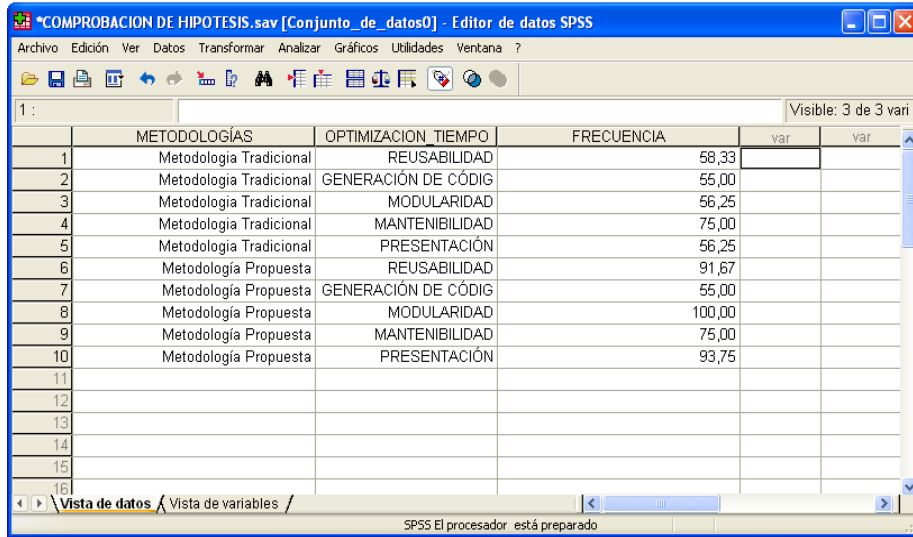 *COMPROBACION DE HIPOTESIS.sav [Conjunto_de_datos0] - Editor de datos SPSS
Archivo Edición Ver Datos Transformar Analizar Gráficos Utilidades Ventana ?
1 : Visible: 3 de 3 vari
METODOLOGÍAS OPTIMIZACION_TIEMPO FRECUENCIA var var
1 Metodologia Tradicional REUSABILIDAD 58,33
2 Metodologia Tradicional GENERACIÓN DE CÓDIG 55,00
3 Metodologia Tradicional MODULARIDAD 56,25
4 Metodologia Tradicional MANTENIBILIDAD 75,00
5 Metodologia Tradicional PRESENTACIÓN 56,25
6 Metodología Propuesta REUSABILIDAD 91,67
7 Metodología Propuesta GENERACIÓN DE CÓDIG 55,00
8 Metodología Propuesta MODULARIDAD 100,00
9 Metodología Propuesta MANTENIBILIDAD 75,00
10 Metodología Propuesta PRESENTACIÓN 93,75
11
12
13
14
15
16
Vista de datos Vista de variables
SPSS El procesador está preparado